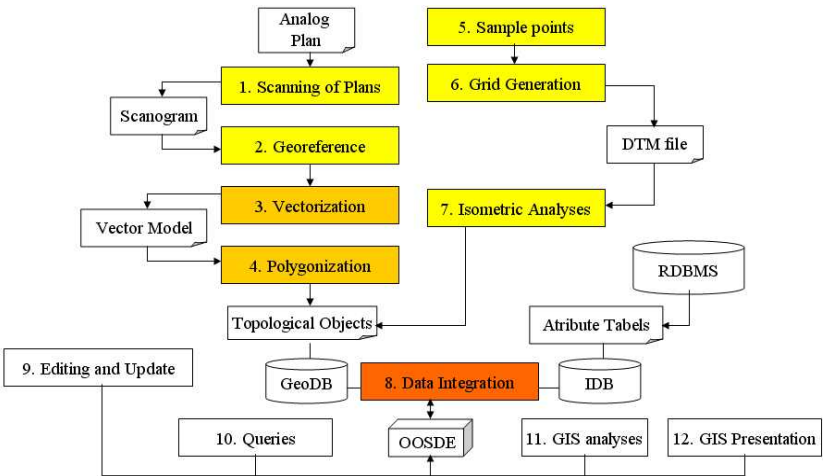 Analog
Plan
5. Sample points
1. Scanning of Plans
6. Grid Generation
Scanogram
2. Georeference
DTM file
3. Vectorization
7. Isometric Analyses
Vector Model
4. Polygonization
RDBMS
Topological Objects
Atribute Tabels
9. Editing and Update
GeoDB
8. Data Integration
IDB
10. Queries
OOSDE
11. GIS analyses
12. GIS Presentation